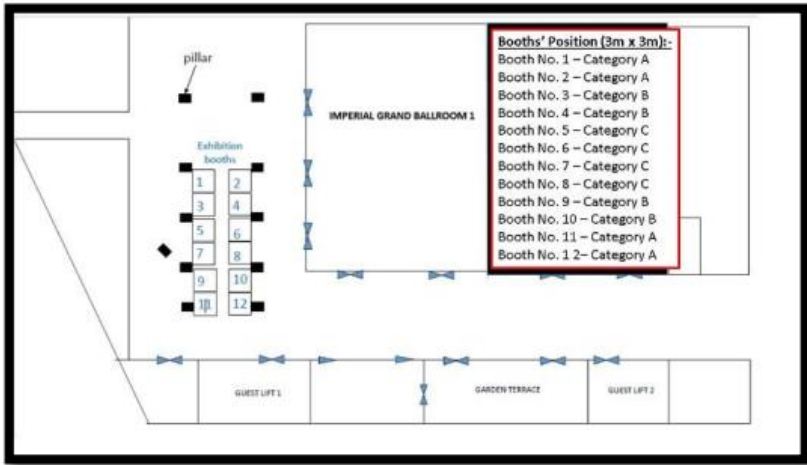 pillar
IMPERIAL GRAND BALLROOM 1
Booths' Position (3m x 3m):-
Booth No. 1 – Category A
Booth No. 2 – Category A
Booth No. 3 – Category B
Booth No. 4 – Category B
Booth No. 5 – Category C
Booth No. 6 – Category C
Booth No. 7 – Category C
Booth No. 8 – Category C
Booth No. 9 – Category B
Booth No. 10 – Category B
Booth No. 11 – Category A
Booth No. 1 2– Category A
Exhibition
booths
1 2
3 4
5 6
7 8
9 10
11 12
GUEST LIFT 1
GARDEN TERRACE
GUEST LIFT 2